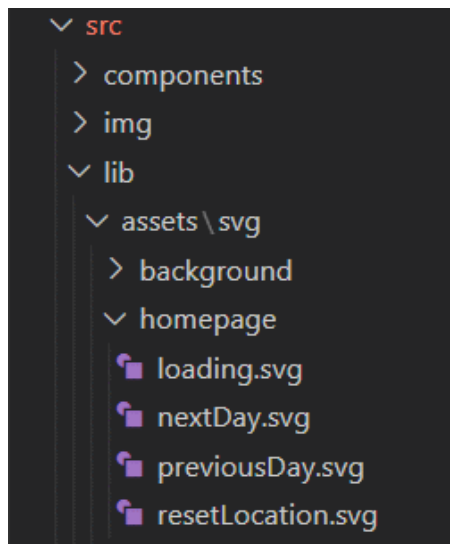 src
components
img
lib
assets\svg
background
homepage
loading.svg
nextDay.svg
previousDay.svg
resetLocation.svg